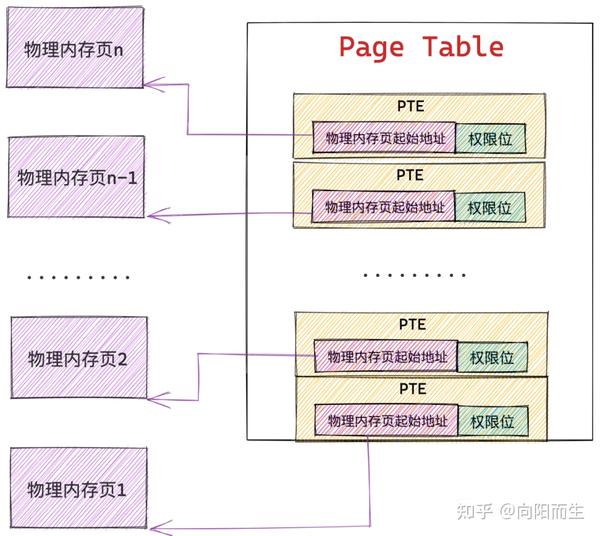 物理内存页n
Page Table
PTE
物理内存页起始地址 权限位
物理内存页n-1
PTE
物理内存页起始地址 权限位
·········
·········
物理内存页2
PTE
物理内存页起始地址 权限位
PTE
物理内存页起始地址 权限位
物理内存页1
知乎 @向阳而生